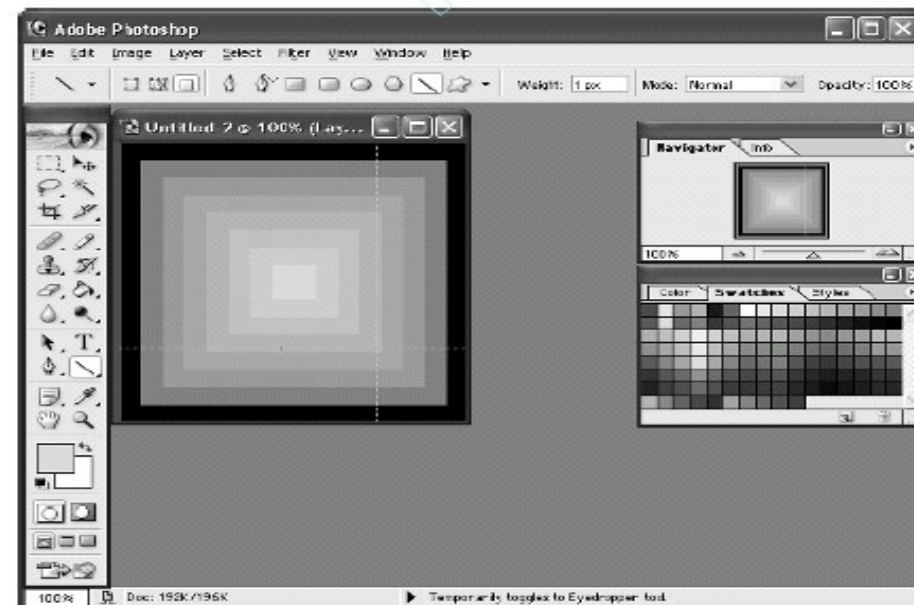 Adobe Photoshop
File Edit Image Layer Select Filter View Window Help
Weight: 1 px Mode: Normal Opacity: 100%
Untitled-2 @ 100% (Lay...
Navigator Info
100%
Color Swatches Styles
T
100% Doc: 192K/196K Temporarily toggles to Eyedropper tool.